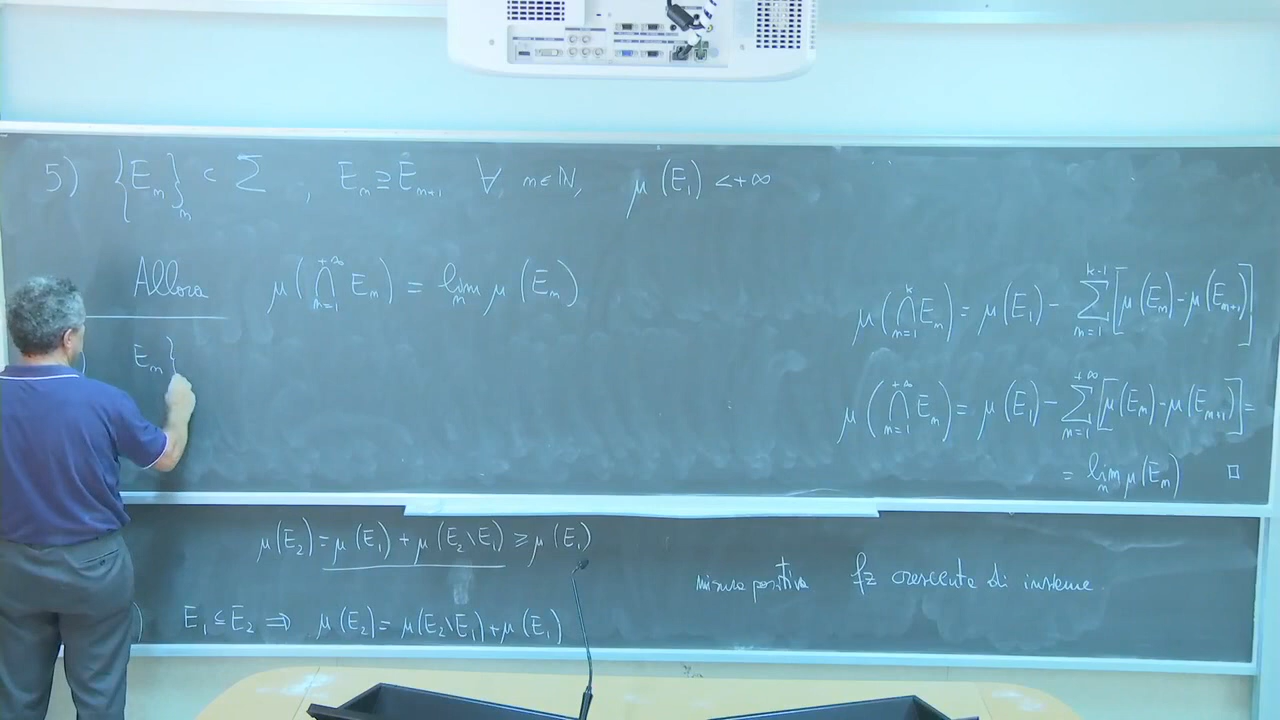 5) {E_m}_m ⊂ Σ , E_m ⊇ E_{m+1} ∀ m∈ℕ, μ(E_1) < +∞
Allora μ(⋂_{m=1}^{+∞} E_m) = lim_m μ(E_m)
E_m}
μ(⋂_{m=1}^{k} E_m) = μ(E_1) - Σ_{m=1}^{k-1} [μ(E_m) - μ(E_{m+1})]
μ(⋂_{m=1}^{+∞} E_m) = μ(E_1) - Σ_{m=1}^{+∞} [μ(E_m) - μ(E_{m+1})] =
= lim_m μ(E_m) □
μ(E_2) = μ(E_1) + μ(E_2∖E_1) ≥ μ(E_1)
) E_1 ⊆ E_2 ⟹ μ(E_2) = μ(E_2∖E_1) + μ(E_1)
misura positiva fz crescente di insieme